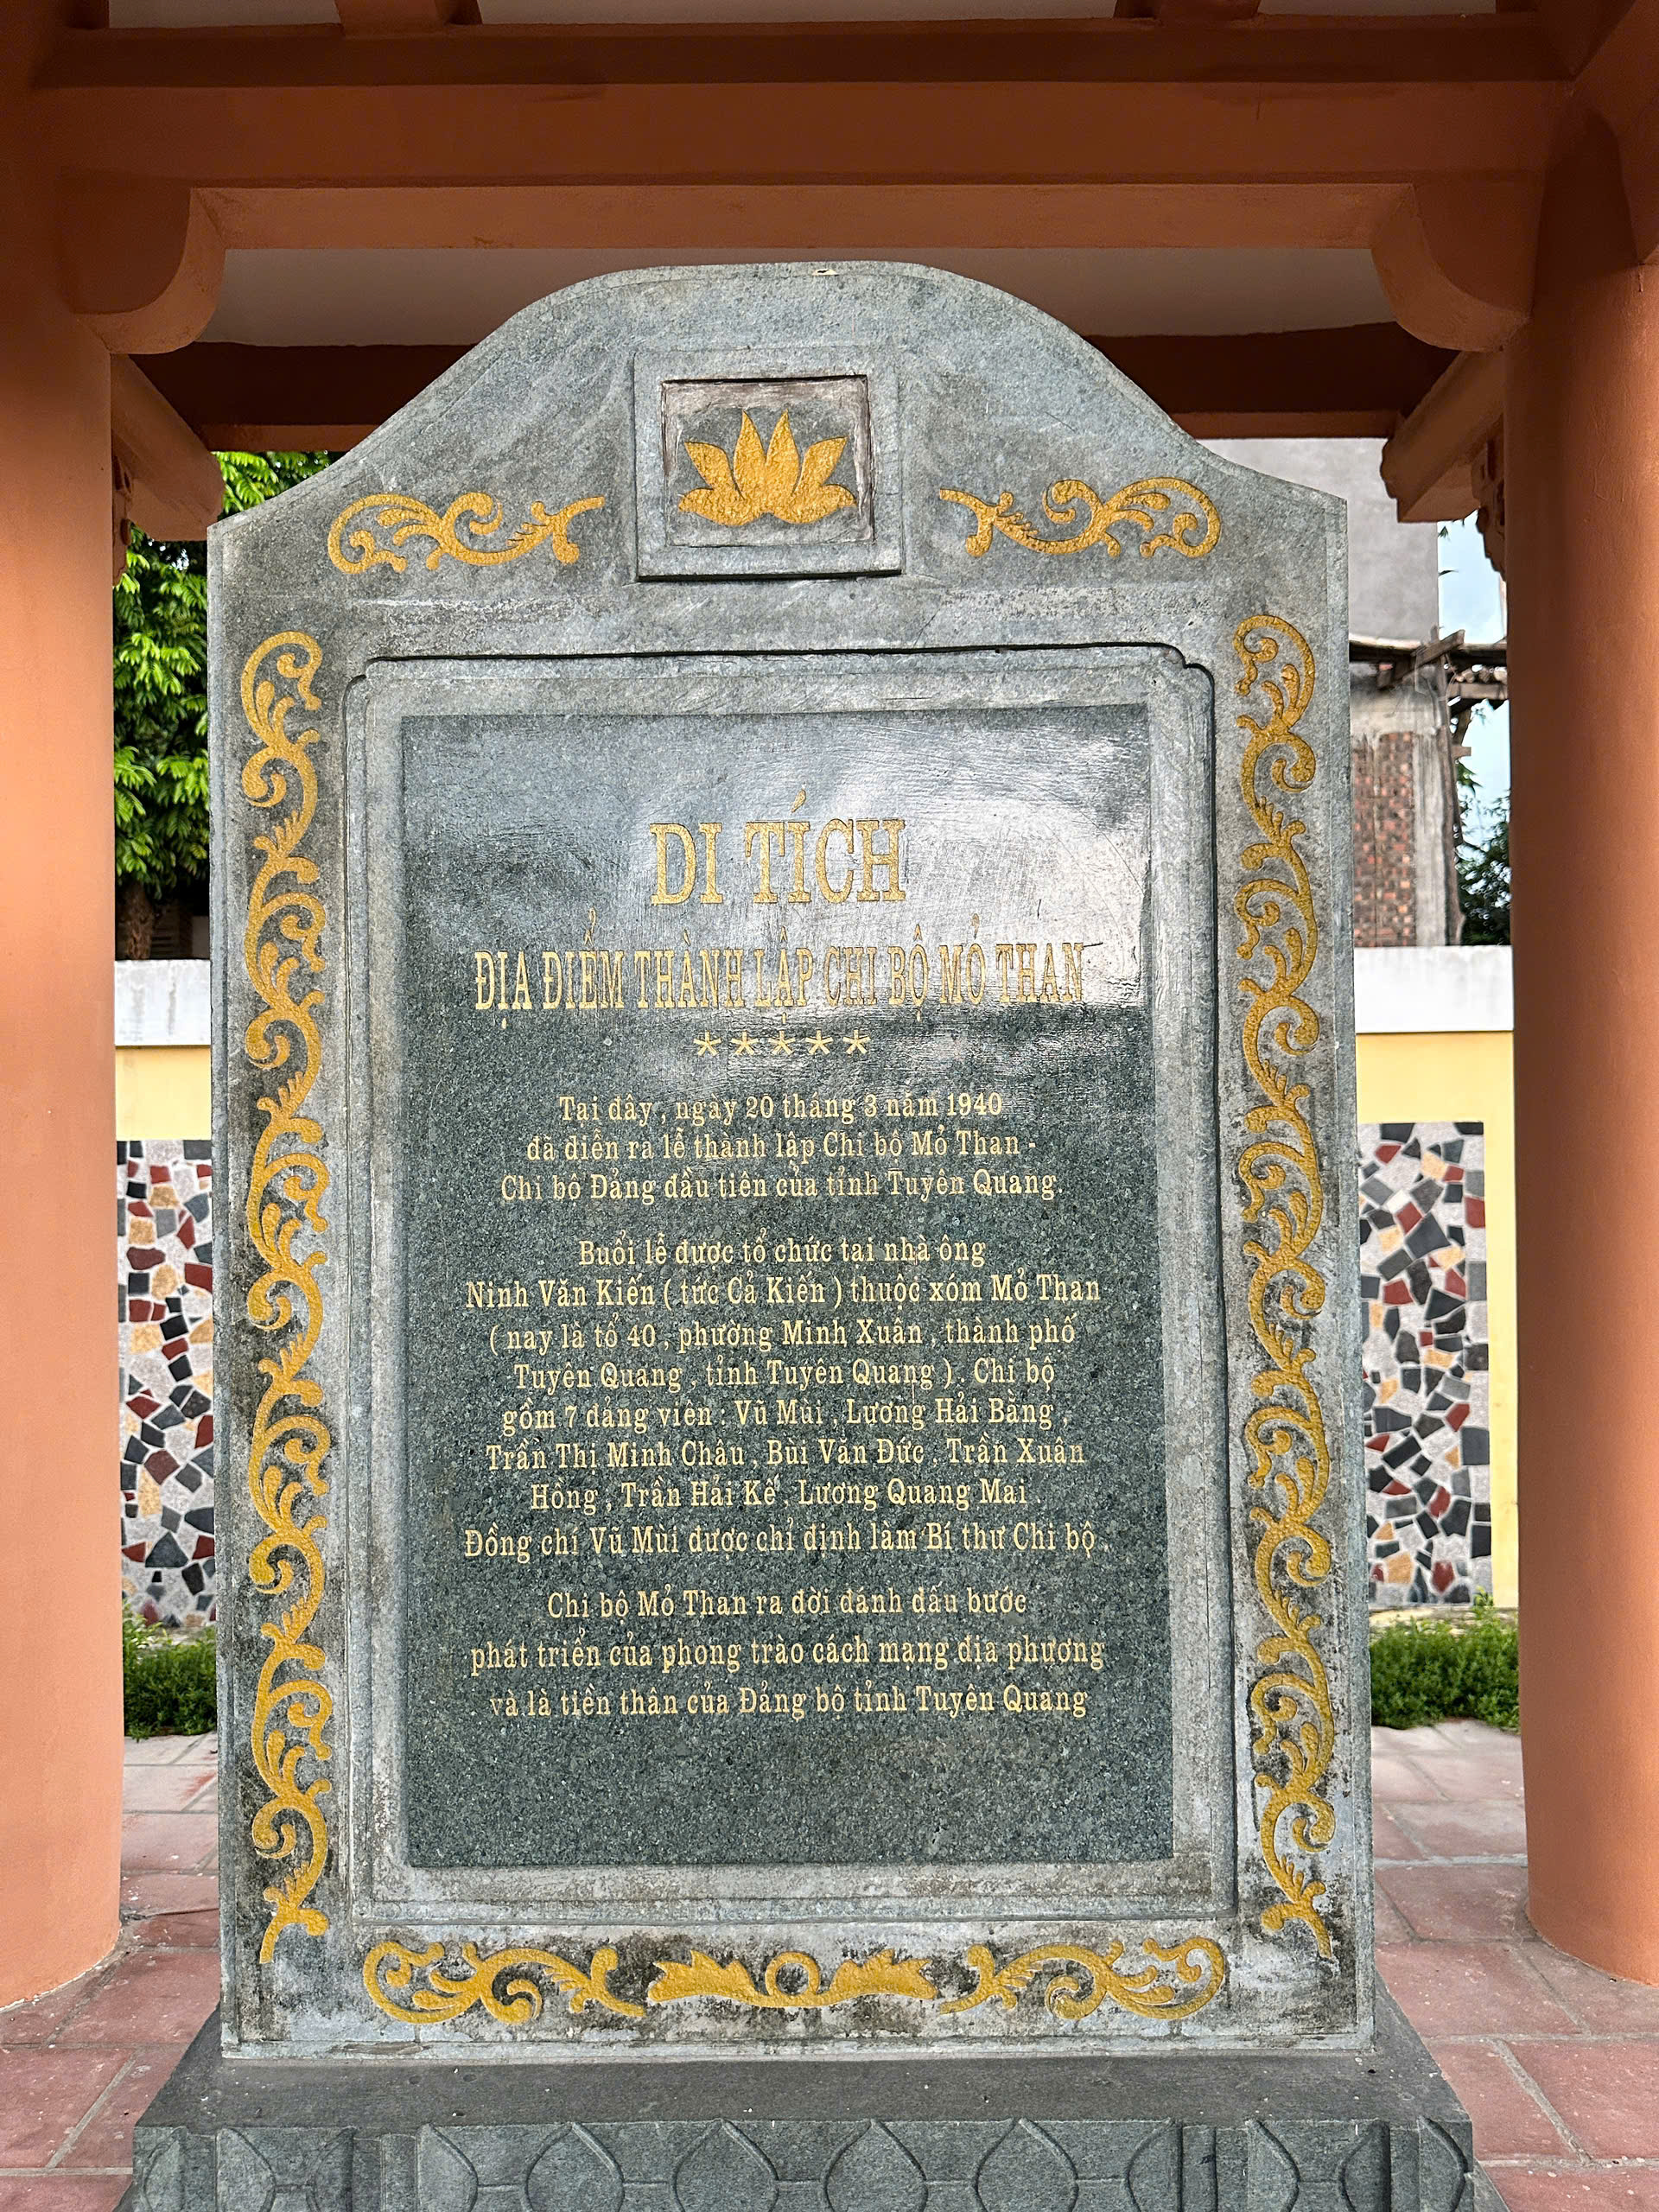 DI TÍCH
ĐỊA ĐIỂM THÀNH LẬP CHI BỘ MỎ THAN
*****
Tại đây, ngày 20 tháng 3 năm 1940
đã diễn ra lễ thành lập Chi bộ Mỏ Than -
Chi bộ Đảng đầu tiên của tỉnh Tuyên Quang.
Buổi lễ được tổ chức tại nhà ông
Ninh Văn Kiến ( tức Cả Kiến ) thuộc xóm Mỏ Than
( nay là tổ 40 , phường Minh Xuân , thành phố
Tuyên Quang , tỉnh Tuyên Quang ) . Chi bộ
gồm 7 đảng viên : Vũ Mùi , Lương Hải Bằng ,
Trần Thị Minh Châu , Bùi Văn Đức , Trần Xuân
Hồng , Trần Hải Kế , Lương Quang Mai .
Đồng chí Vũ Mùi được chỉ định làm Bí thư Chi bộ .
Chi bộ Mỏ Than ra đời đánh dấu bước
phát triển của phong trào cách mạng địa phương
và là tiền thân của Đảng bộ tỉnh Tuyên Quang